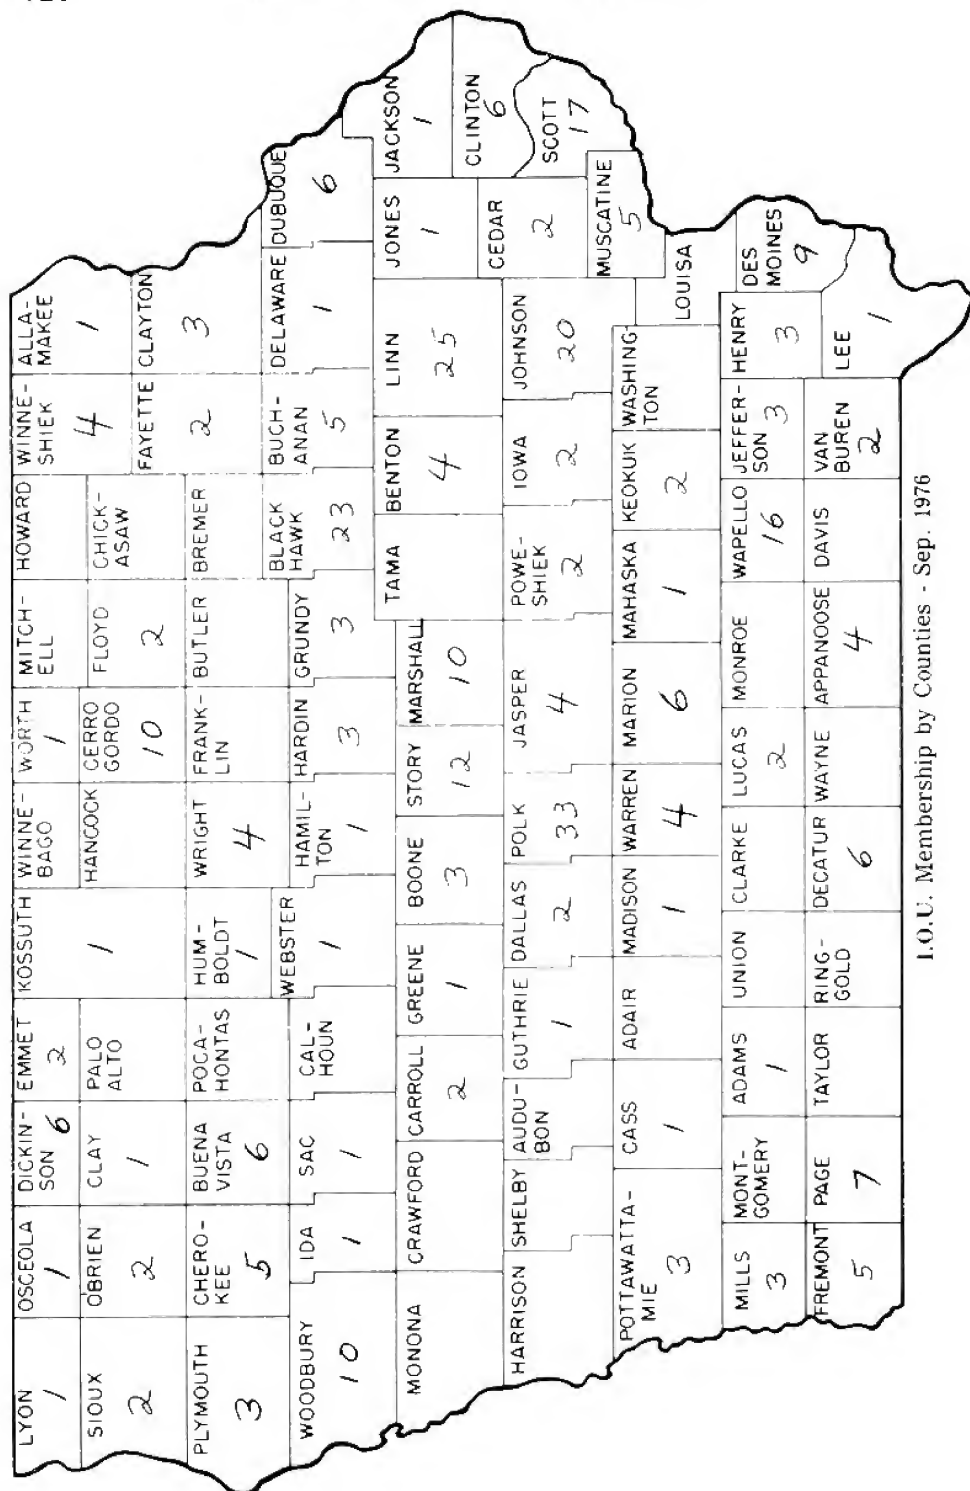 LYON
1
OSCEOLA
1
DICKIN-
SON 6
EMMET
2
KOSSUTH
1
WINNE-
BAGO
WORTH
1
MITCH-
ELL
HOWARD
WINNE-
SHIEK
4
ALLA-
MAKEE
1
SIOUX
2
O'BRIEN
2
CLAY
1
PALO
ALTO
HANCOCK
CERRO
GORDO
10
FLOYD
2
CHICK-
ASAW
FAYETTE
2
CLAYTON
3
PLYMOUTH
3
CHERO-
KEE
5
BUENA
VISTA
6
POCA-
HONTAS
HUM-
BOLDT
1
WRIGHT
4
FRANK-
LIN
BUTLER
BREMER
WOODBURY
10
IDA
1
SAC
1
CAL-
HOUN
WEBSTER
1
HAMIL-
TON
1
HARDIN
3
GRUNDY
3
BLACK
HAWK
23
BUCH-
ANAN
5
DELAWARE
1
DUBUQUE
6
MONONA
CRAWFORD
CARROLL
2
GREENE
1
BOONE
3
STORY
12
MARSHALL
10
TAMA
BENTON
4
LINN
25
JONES
1
JACKSON
1
HARRISON
SHELBY
AUDU-
BON
GUTHRIE
1
DALLAS
2
POLK
33
JASPER
4
POWE-
SHIEK
2
IOWA
2
JOHNSON
20
CEDAR
2
CLINTON
6
SCOTT
17
MUSCATINE
5
POTTAWATTA-
MIE
3
CASS
1
ADAIR
MADISON
1
WARREN
4
MARION
6
MAHASKA
1
KEOKUK
2
WASHING-
TON
LOUISA
MILLS
3
MONT-
GOMERY
ADAMS
1
UNION
CLARKE
LUCAS
2
MONROE
WAPELLO
16
JEFFER-
SON 3
HENRY
3
DES
MOINES
9
FREMONT
5
PAGE
7
TAYLOR
RING-
GOLD
DECATUR
6
WAYNE
APPANOOSE
4
DAVIS
VAN
BUREN
2
LEE
1
I.O.U. Membership by Counties - Sep. 1976